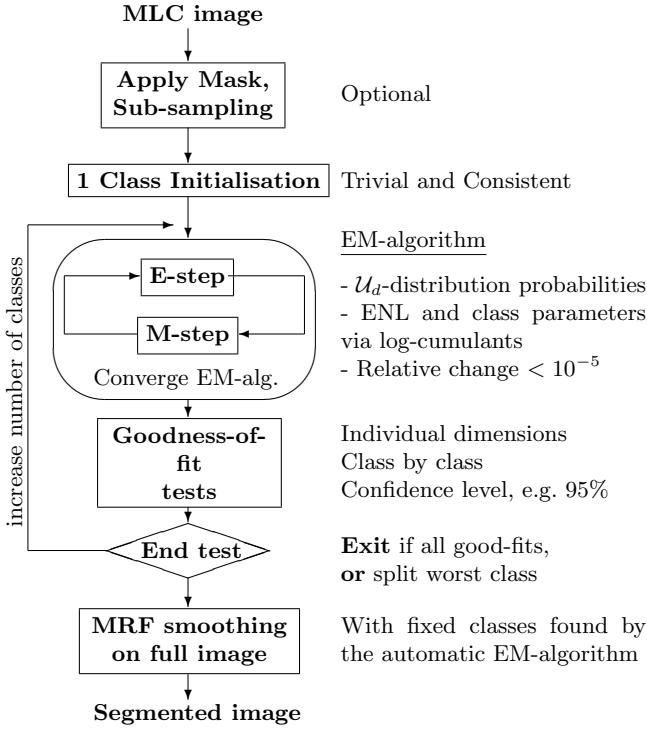 MLC image
Apply Mask,
Sub-sampling
Optional
1 Class Initialisation
Trivial and Consistent
increase number of classes
E-step
M-step
Converge EM-alg.
EM-algorithm
- 𝒰d-distribution probabilities
- ENL and class parameters
via log-cumulants
- Relative change < 10⁻⁵
Goodness-of-
fit
tests
Individual dimensions
Class by class
Confidence level, e.g. 95%
End test
Exit if all good-fits,
or split worst class
MRF smoothing
on full image
With fixed classes found by
the automatic EM-algorithm
Segmented image